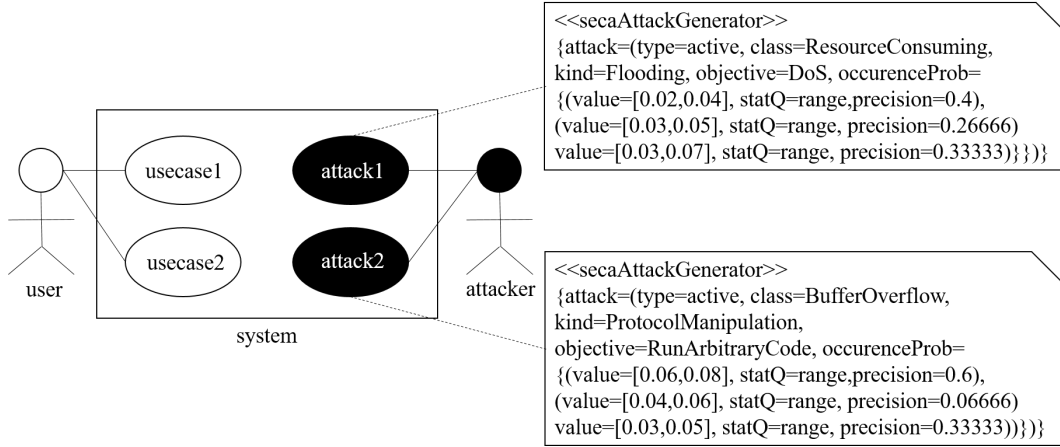 <<secaAttackGenerator>>
{attack=(type=active, class=ResourceConsuming,
kind=Flooding, objective=DoS, occurenceProb=
{(value=[0.02,0.04], statQ=range,precision=0.4),
(value=[0.03,0.05], statQ=range, precision=0.26666)
value=[0.03,0.07], statQ=range, precision=0.33333)}})}
usecase1
attack1
usecase2
attack2
user
attacker
system
<<secaAttackGenerator>>
{attack=(type=active, class=BufferOverflow,
kind=ProtocolManipulation,
objective=RunArbitraryCode, occurenceProb=
{(value=[0.06,0.08], statQ=range,precision=0.6),
(value=[0.04,0.06], statQ=range, precision=0.06666)
value=[0.03,0.05], statQ=range, precision=0.33333))})}